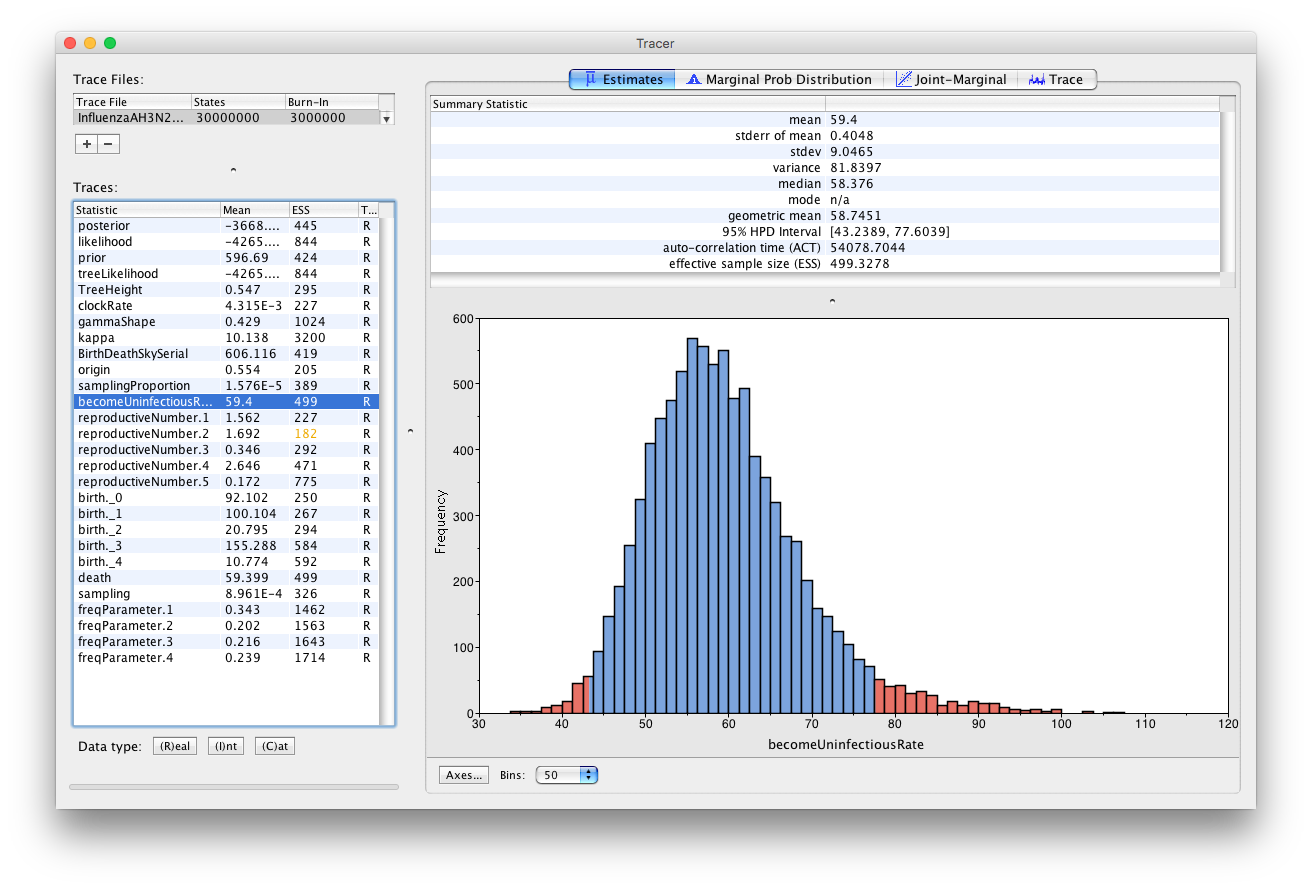 Tracer
Trace Files:
Trace File States Burn-In
InfluenzaAH3N2... 30000000 3000000
+ −
Traces:
Statistic Mean ESS T...
posterior -3668.... 445 R
likelihood -4265.... 844 R
prior 596.69 424 R
treeLikelihood -4265.... 844 R
TreeHeight 0.547 295 R
clockRate 4.315E-3 227 R
gammaShape 0.429 1024 R
kappa 10.138 3200 R
BirthDeathSkySerial 606.116 419 R
origin 0.554 205 R
samplingProportion 1.576E-5 389 R
becomeUninfectiousR... 59.4 499 R
reproductiveNumber.1 1.562 227 R
reproductiveNumber.2 1.692 182 R
reproductiveNumber.3 0.346 292 R
reproductiveNumber.4 2.646 471 R
reproductiveNumber.5 0.172 775 R
birth._0 92.102 250 R
birth._1 100.104 267 R
birth._2 20.795 294 R
birth._3 155.288 584 R
birth._4 10.774 592 R
death 59.399 499 R
sampling 8.961E-4 326 R
freqParameter.1 0.343 1462 R
freqParameter.2 0.202 1563 R
freqParameter.3 0.216 1643 R
freqParameter.4 0.239 1714 R
Data type: (R)eal (I)nt (C)at
Estimates Marginal Prob Distribution Joint-Marginal Trace
Summary Statistic
mean 59.4
stderr of mean 0.4048
stdev 9.0465
variance 81.8397
median 58.376
mode n/a
geometric mean 58.7451
95% HPD Interval [43.2389, 77.6039]
auto-correlation time (ACT) 54078.7044
effective sample size (ESS) 499.3278
600
500
400
300
200
100
0
Frequency
30 40 50 60 70 80 90 100 110 120
becomeUninfectiousRate
Axes... Bins: 50